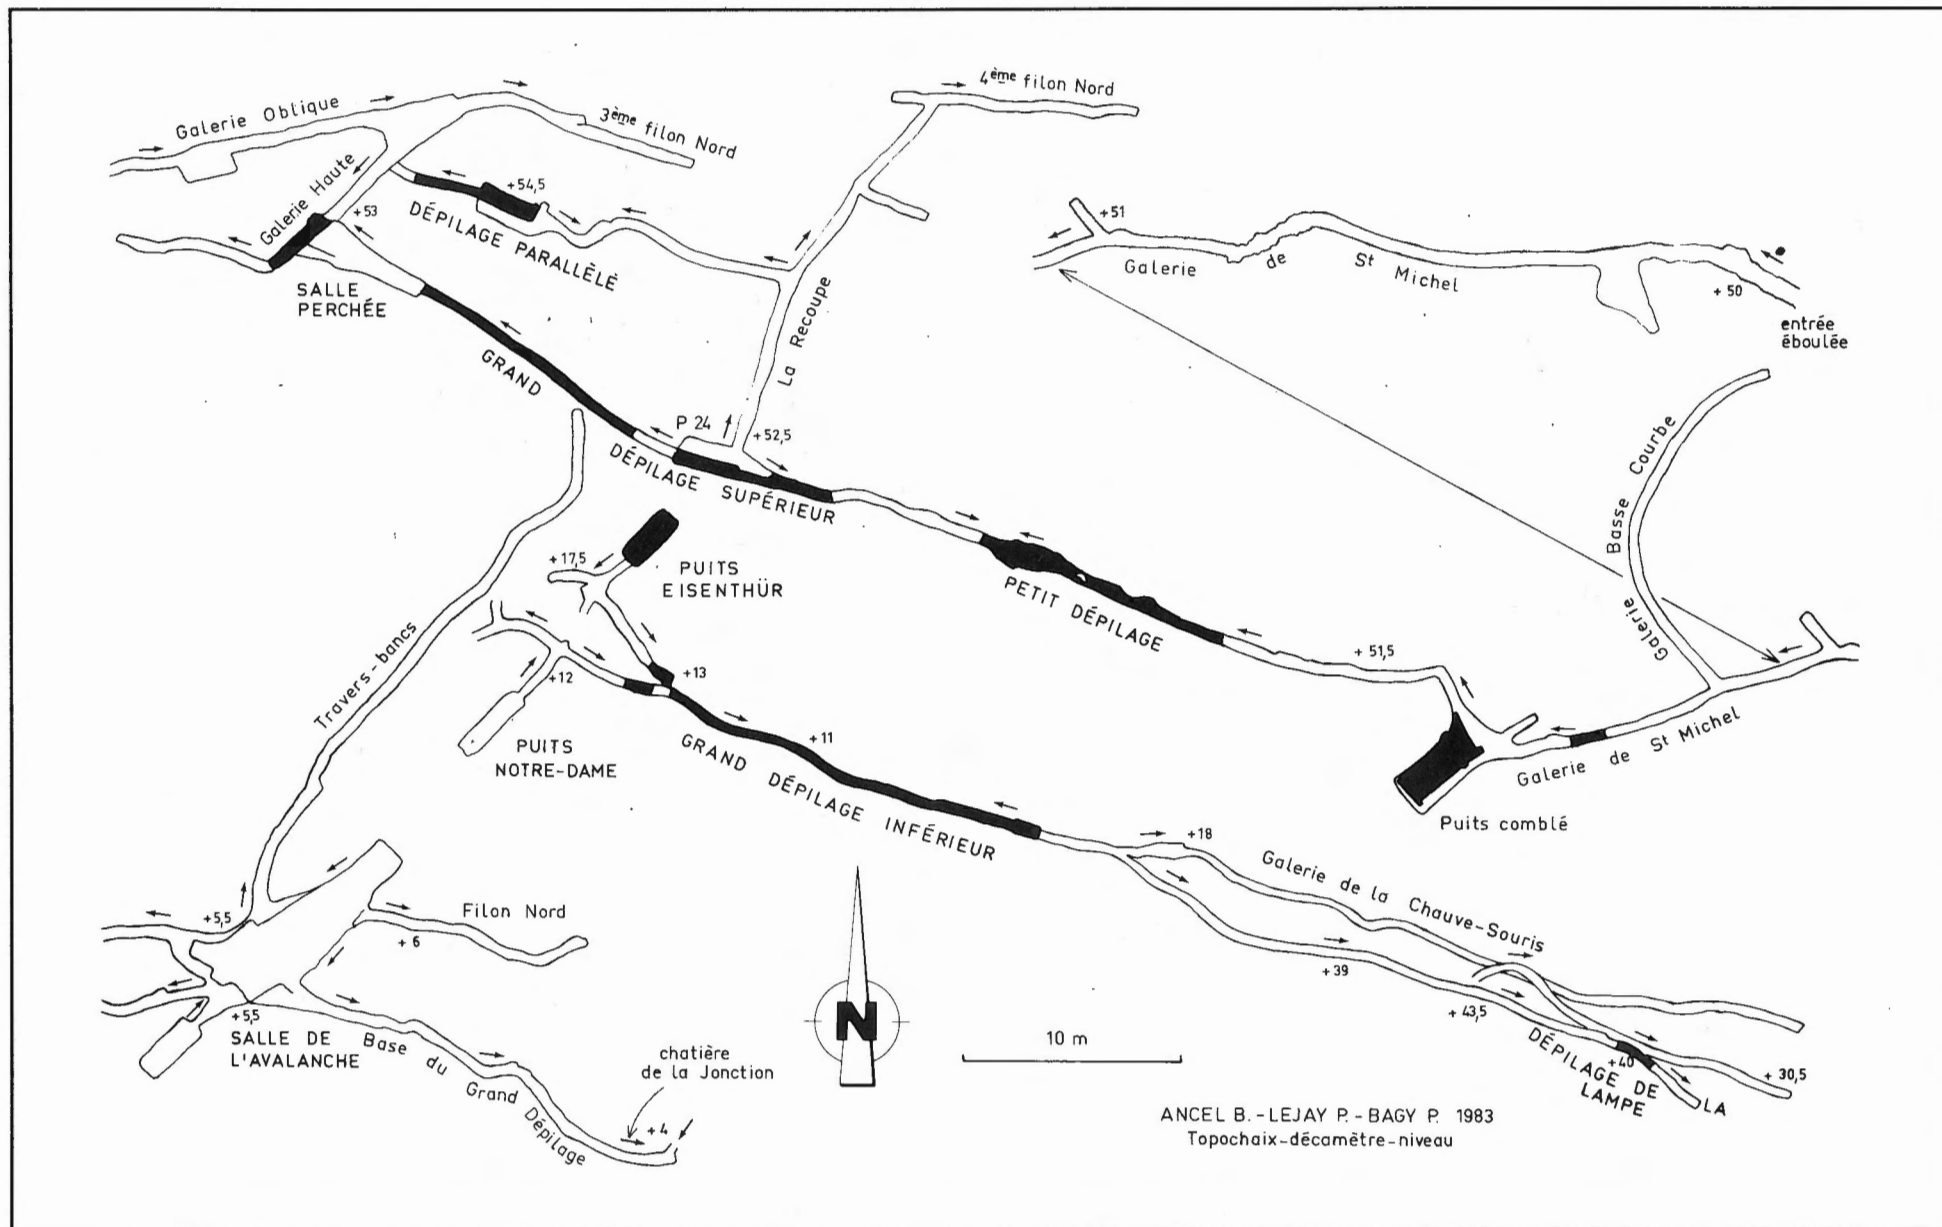 Galerie Oblique
3ème filon Nord
4ème filon Nord
Galerie Haute
+53
+54,5
DÉPILAGE PARALLÈLÉ
SALLE
PERCHÉE
La Recoupe
+51
Galerie de St Michel
+50
entrée
éboulée
GRAND
DÉPILAGE SUPÉRIEUR
P 24
+52,5
PETIT DÉPILAGE
+51,5
Galerie Basse Courbe
Galerie de St Michel
Puits comblé
+17,5
PUITS
EISENTHÜR
Travers-bancs
+12
+13
PUITS
NOTRE-DAME
+11
GRAND DÉPILAGE INFÉRIEUR
+18
Galerie de la Chauve-Souris
+39
+43,5
+40
DÉPILAGE DE LA
LAMPE
+30,5
+5,5
Filon Nord
+6
+5,5
SALLE DE
L'AVALANCHE
Base du Grand Dépilage
chatière
de la Jonction
+4
N
10 m
ANCEL B.-LEJAY P.-BAGY P. 1983
Topochaix-décamètre-niveau